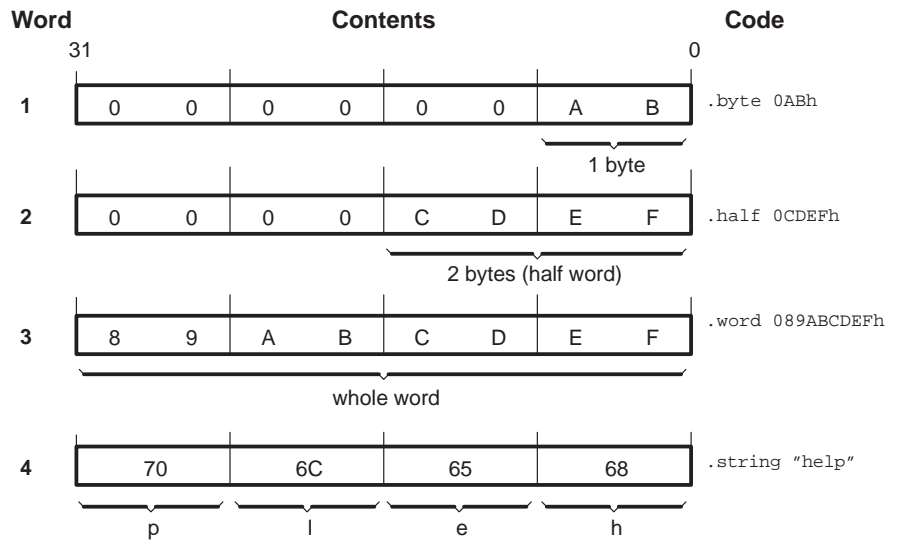 Word Contents Code
31 0
1 0 0 0 0 0 0 A B .byte 0ABh
1 byte
2 0 0 0 0 C D E F .half 0CDEFh
2 bytes (half word)
3 8 9 A B C D E F .word 089ABCDEFh
whole word
4 70 6C 65 68 .string ″help″
p l e h